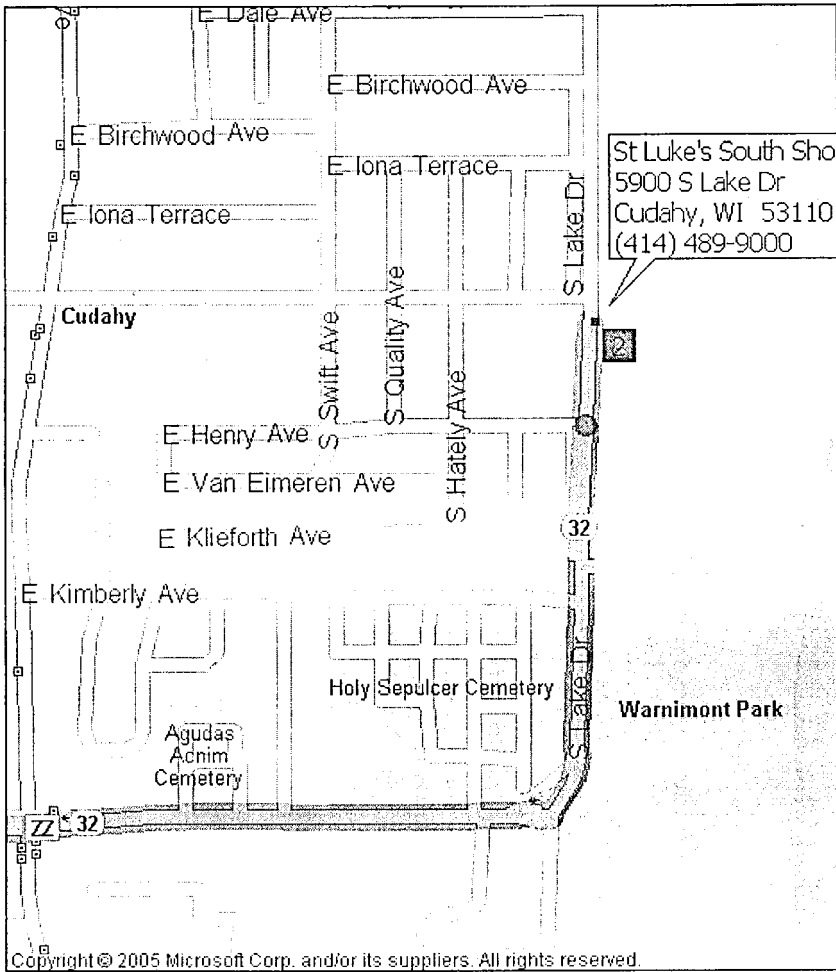 E Dale Ave
E Birchwood Ave
E Birchwood Ave
E Iona Terrace
E Iona Terrace
S Lake Dr
St Luke's South Sho
5900 S Lake Dr
Cudahy, WI 53110
(414) 489-9000
Cudahy
S Swift Ave
S Quality Ave
S Hately Ave
2
E Henry Ave
E Van Eimeren Ave
E Klieforth Ave
32
E Kimberly Ave
Holy Sepulcer Cemetery
S Lake Dr
Warnimont Park
Agudas
Acnim
Cemetery
ZZ
32
Copyright © 2005 Microsoft Corp. and/or its suppliers. All rights reserved.